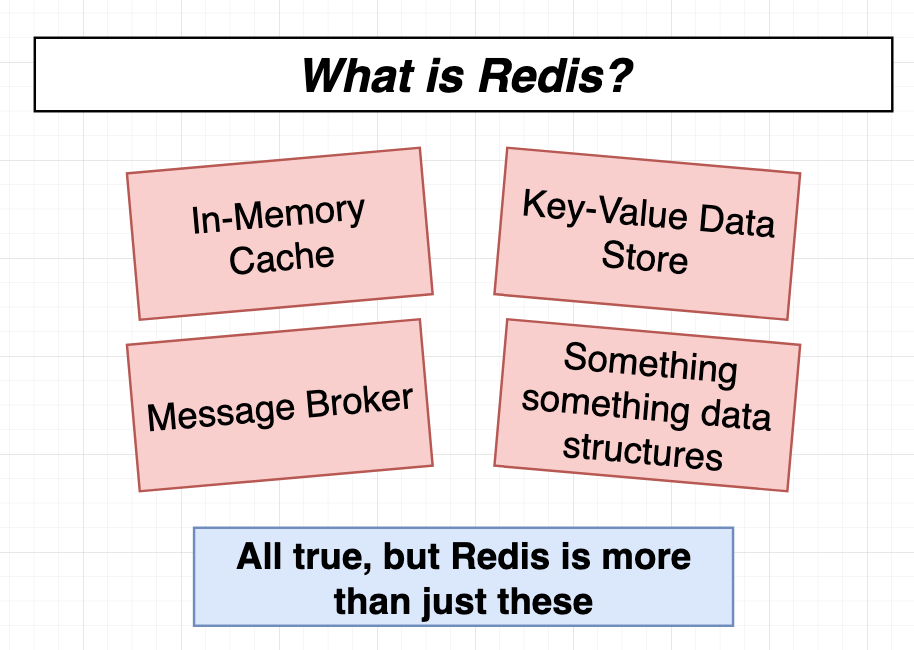 What is Redis?
In-Memory
Cache
Key-Value Data
Store
Message Broker
Something
something data
structures
All true, but Redis is more
than just these